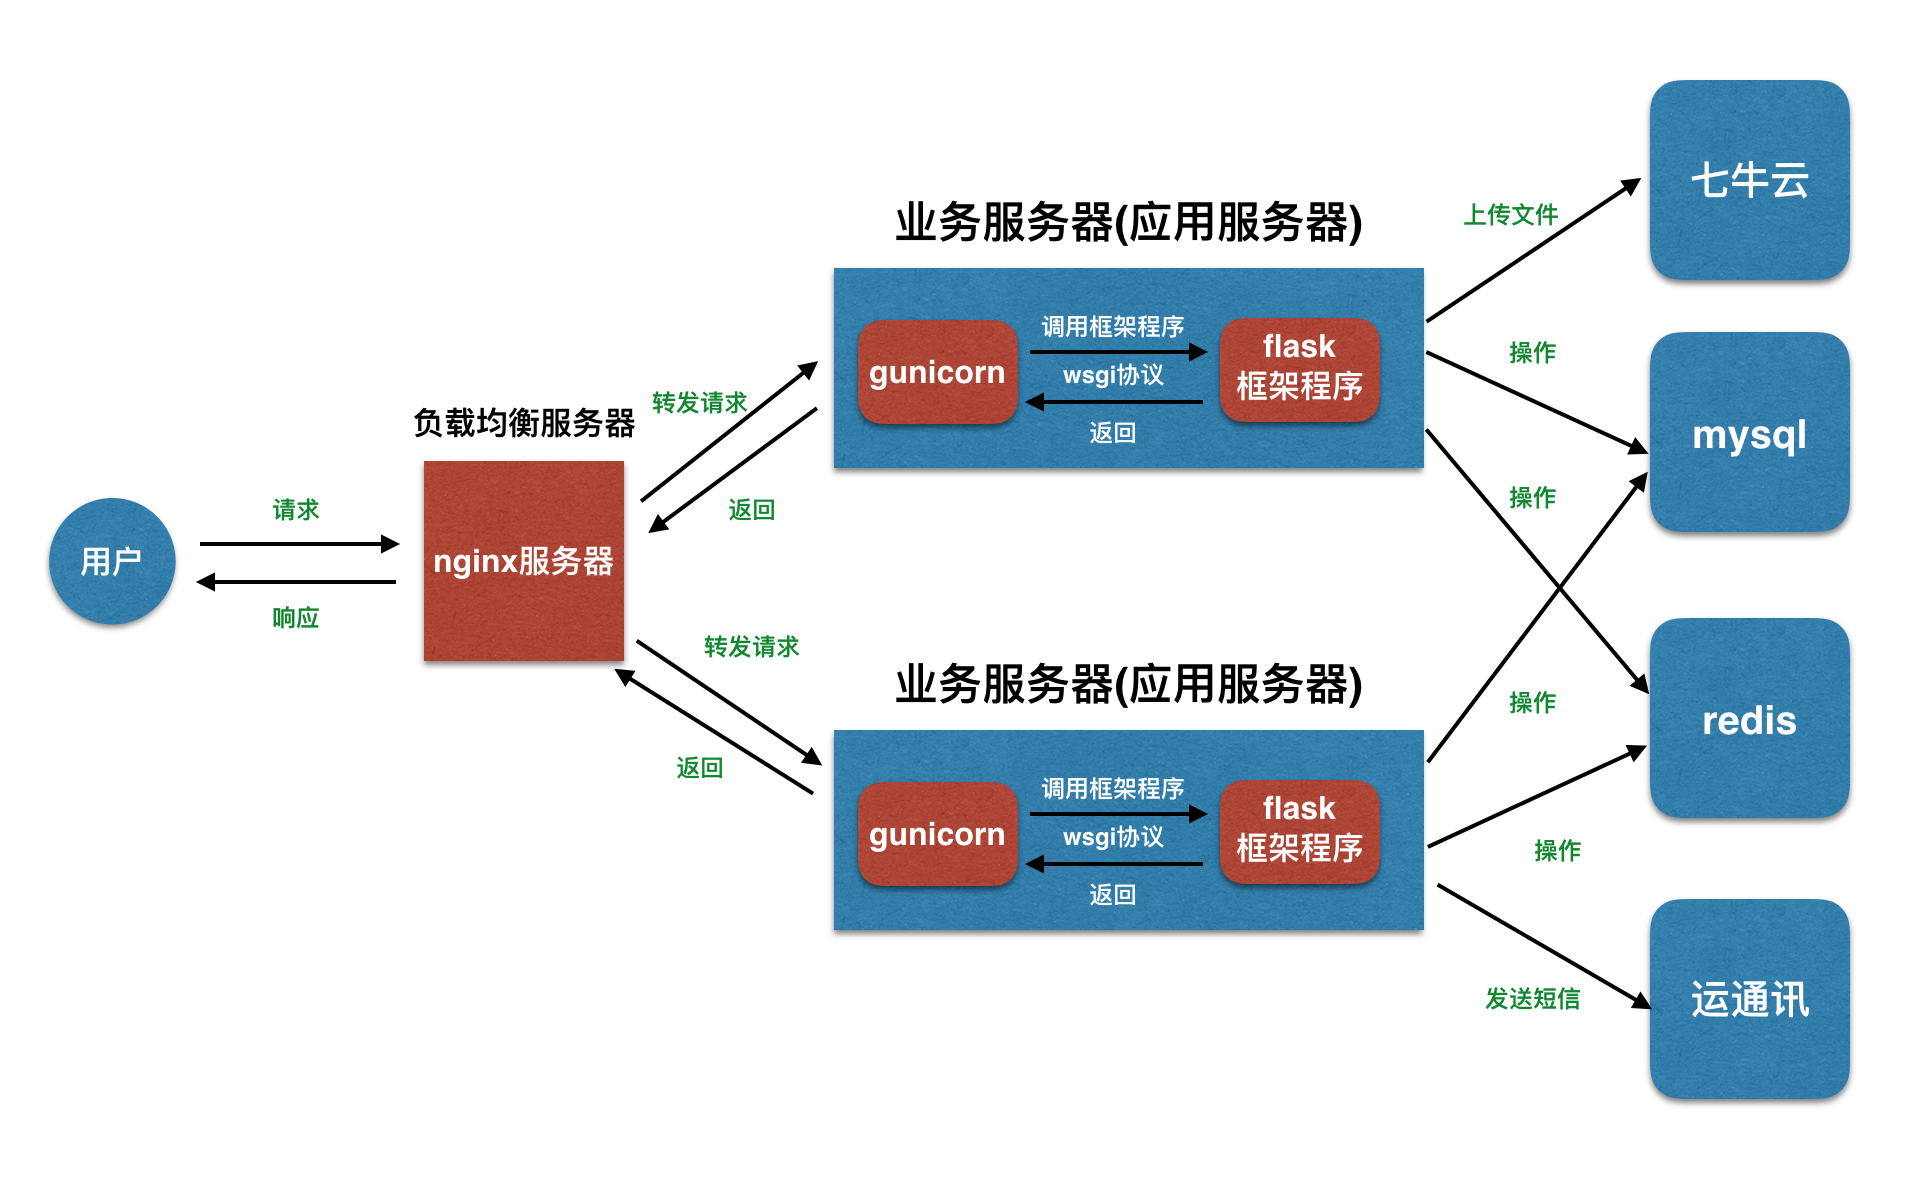 用户
请求
响应
负载均衡服务器
nginx服务器
转发请求
返回
转发请求
返回
业务服务器(应用服务器)
gunicorn
调用框架程序
wsgi协议
返回
flask
框架程序
业务服务器(应用服务器)
gunicorn
调用框架程序
wsgi协议
返回
flask
框架程序
上传文件
操作
操作
操作
操作
发送短信
七牛云
mysql
redis
运通讯